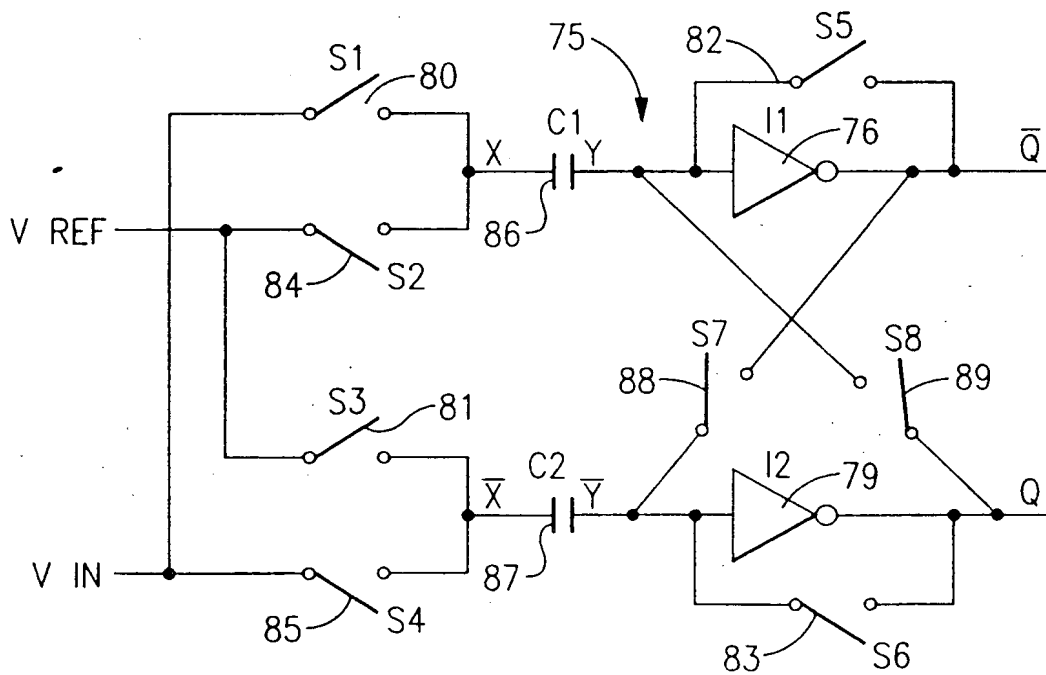 S1
80
75
82
S5
C1
I1
76
X
Y
Q̅
86
V REF
84
S2
S7
S8
88
89
S3
81
C2
I2
79
X̅
Y̅
Q
87
V IN
85
S4
83
S6